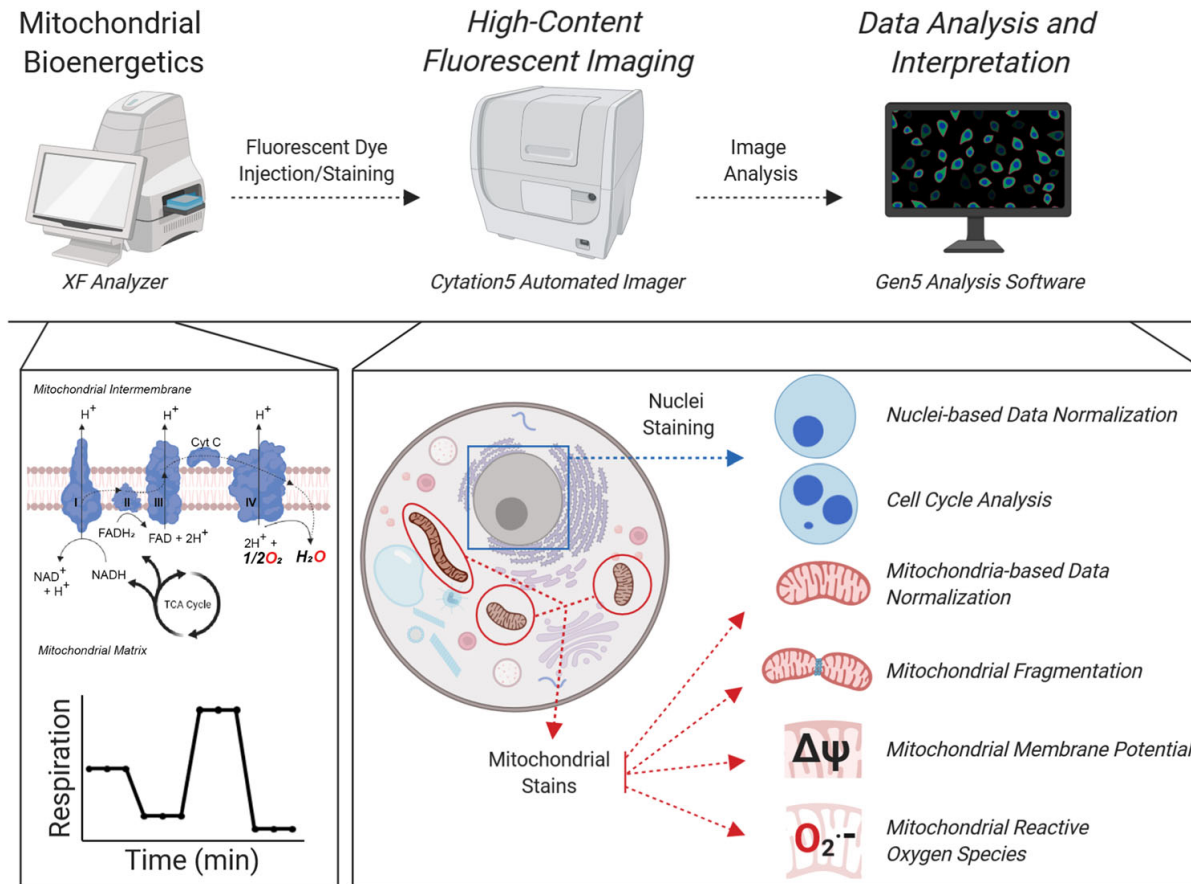 Mitochondrial
Bioenergetics
High-Content
Fluorescent Imaging
Data Analysis and
Interpretation
Fluorescent Dye
Injection/Staining
Image
Analysis
XF Analyzer
Cytation5 Automated Imager
Gen5 Analysis Software
Mitochondrial Intermembrane
H⁺
H⁺
H⁺
Cyt C
I
II
III
IV
FADH₂
FAD + 2H⁺
2H⁺ +
1/2O₂
H₂O
NAD⁺
+ H⁺
NADH
TCA Cycle
Mitochondrial Matrix
Respiration
Time (min)
Nuclei
Staining
Nuclei-based Data Normalization
Cell Cycle Analysis
Mitochondria-based Data
Normalization
Mitochondrial Fragmentation
Mitochondrial
Stains
Δψ
Mitochondrial Membrane Potential
O₂·⁻
Mitochondrial Reactive
Oxygen Species